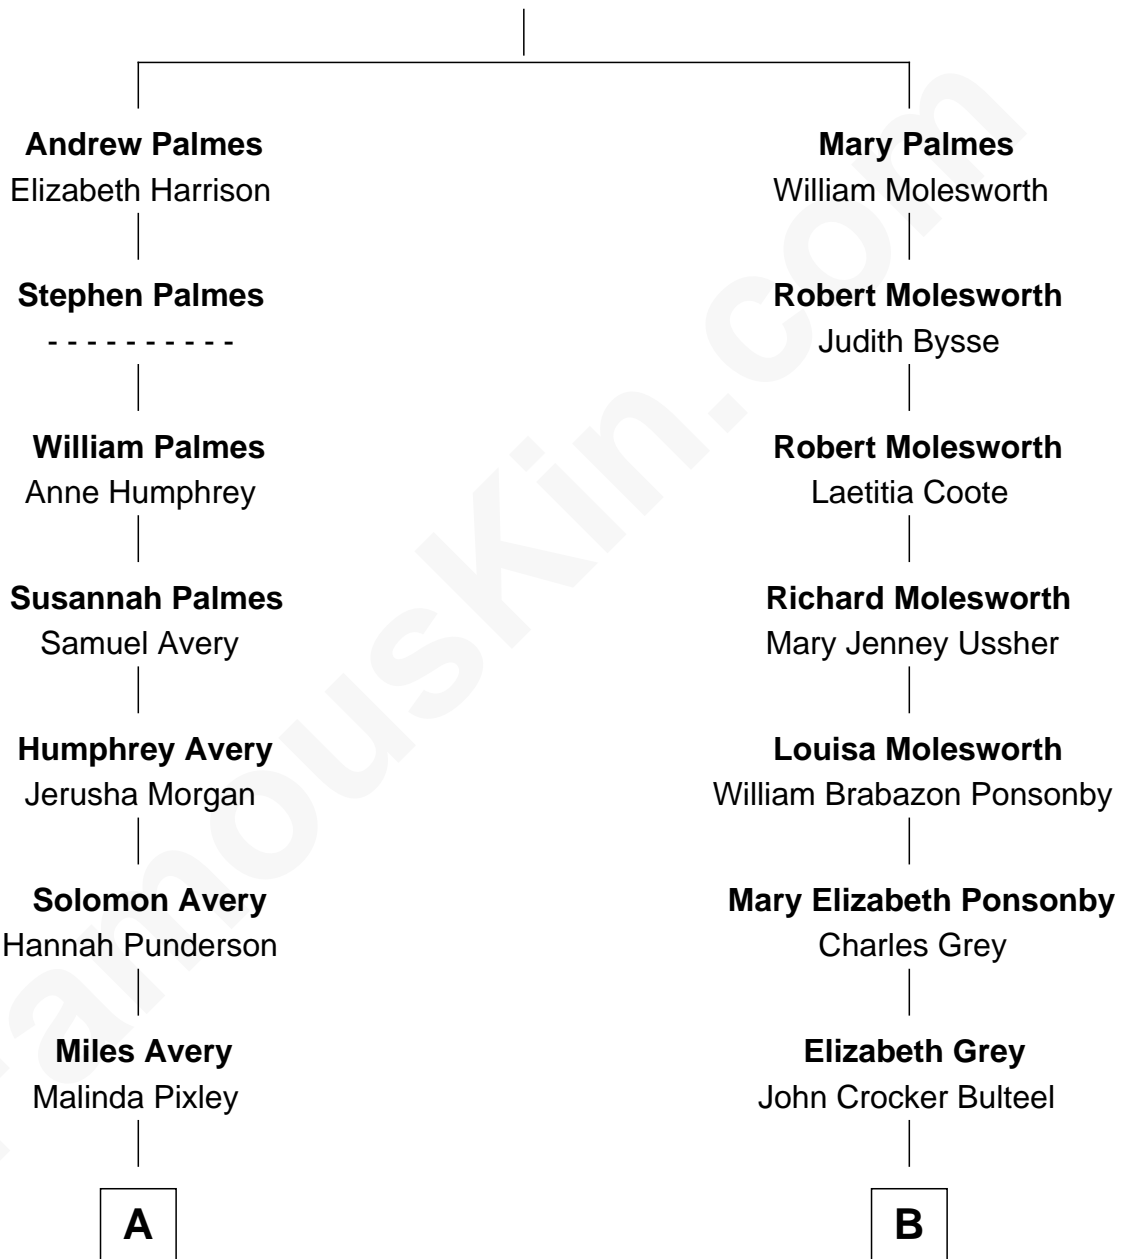 Andrew Palmes
Elizabeth Harrison
Stephen Palmes
- - - - - - - - - -
William Palmes
Anne Humphrey
Susannah Palmes
Samuel Avery
Humphrey Avery
Jerusha Morgan
Solomon Avery
Hannah Punderson
Miles Avery
Malinda Pixley
A
Mary Palmes
William Molesworth
Robert Molesworth
Judith Bysse
Robert Molesworth
Laetitia Coote
Richard Molesworth
Mary Jenney Ussher
Louisa Molesworth
William Brabazon Ponsonby
Mary Elizabeth Ponsonby
Charles Grey
Elizabeth Grey
John Crocker Bulteel
B
FamousKin.com